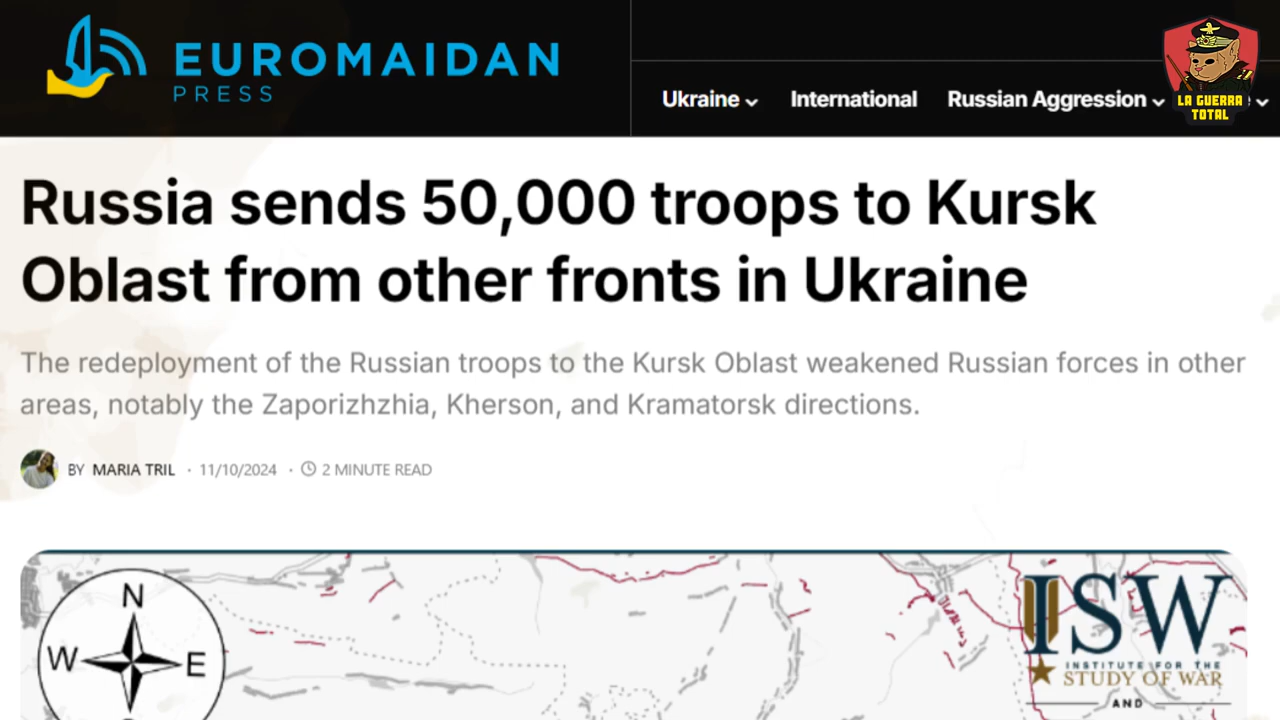 EUROMAIDAN
PRESS
Ukraine
International
Russian Aggression
LA GUERRA
TOTAL
Russia sends 50,000 troops to Kursk
Oblast from other fronts in Ukraine
The redeployment of the Russian troops to the Kursk Oblast weakened Russian forces in other
areas, notably the Zaporizhzhia, Kherson, and Kramatorsk directions.
BY MARIA TRIL · 11/10/2024 · 2 MINUTE READ
N
W E
ISW
INSTITUTE FOR THE
STUDY OF WAR
AND